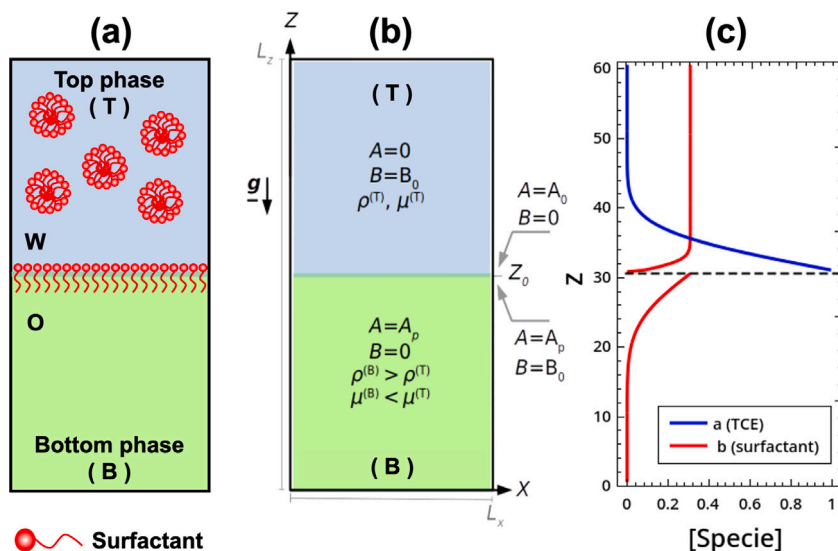 (a)
Top phase
( T )
W
O
Bottom phase
( B )
Surfactant
(b)
Z
L_z
( T )
A=0
B=B_0
ρ^(T), μ^(T)
g
A=A_0
B=0
Z_0
A=A_p
B=0
ρ^(B) > ρ^(T)
μ^(B) < μ^(T)
A=A_p
B=B_0
( B )
X
L_x
(c)
60
50
40
Z
30
20
10
0
a (TCE)
b (surfactant)
0 0.2 0.4 0.6 0.8 1
[Specie]